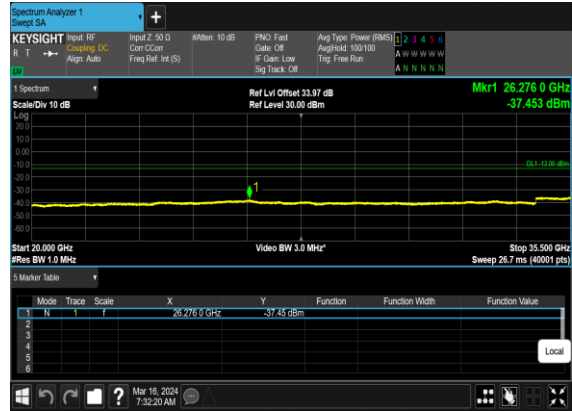 Spectrum Analyzer 1
Swept SA
+
KEYSIGHT Input: RF Input Z: 50 Ω #Atten: 10 dB PNO: Fast Avg Type: Power (RMS) 1 2 3 4 5 6
R T Coupling: DC Corr CCorr Gate: Off Avg|Hold: 100/100 A W W W W W
Align: Auto Freq Ref: Int (S) IF Gain: Low Trig: Free Run
Sig Track: Off A N N N N N
1 Spectrum Ref Lvl Offset 33.97 dB Mkr1 26.276 0 GHz
Scale/Div 10 dB Ref Level 30.00 dBm -37.453 dBm
Log
20.0
10.0
0.00
-10.0 DL1 -13.00 dBm
-20.0
-30.0 1
-40.0
-50.0
-60.0
Start 20.000 GHz Video BW 3.0 MHz* Stop 35.500 GHz
#Res BW 1.0 MHz Sweep 26.7 ms (40001 pts)
5 Marker Table
Mode Trace Scale X Y Function Function Width Function Value
1 N 1 f 26.276 0 GHz -37.45 dBm
2
3
4
5
6
Local
? Mar 16, 2024
7:32:20 AM